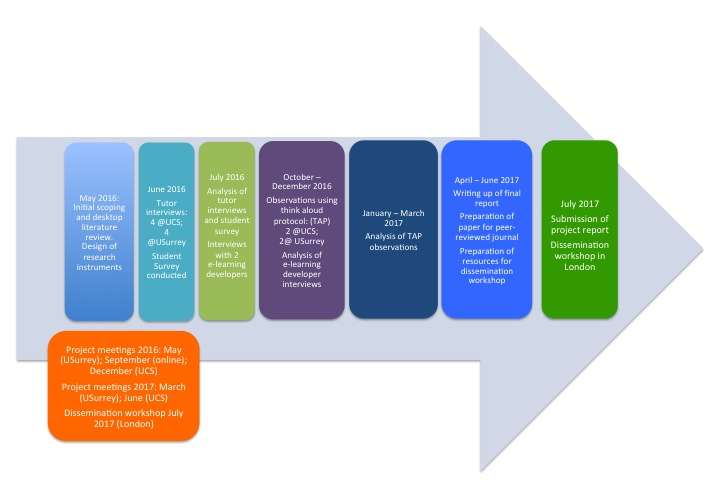 May 2016:
Initial scoping
and desktop
literature
review.
Design of
research
instruments
June 2016
Tutor
interviews:
4 @UCS;
4
@USurrey
Student
Survey
conducted
July 2016
Analysis of
tutor
interviews
and student
survey
Interviews
with 2
e-learning
developers
October –
December 2016
Observations using
think aloud
protocol: (TAP)
2 @UCS;
2@ USurrey
Analysis of
e-learning
developer
interviews
January – March
2017
Analysis of TAP
observations
April – June 2017
Writing up of final
report
Preparation of
paper for peer-
reviewed journal
Preparation of
resources for
dissemination
workshop
July 2017
Submission of
project report
Dissemination
workshop in
London
Project meetings 2016: May
(USurrey); September (online);
December (UCS)
Project meetings 2017: March
(USurrey); June (UCS)
Dissemination workshop July
2017 (London)